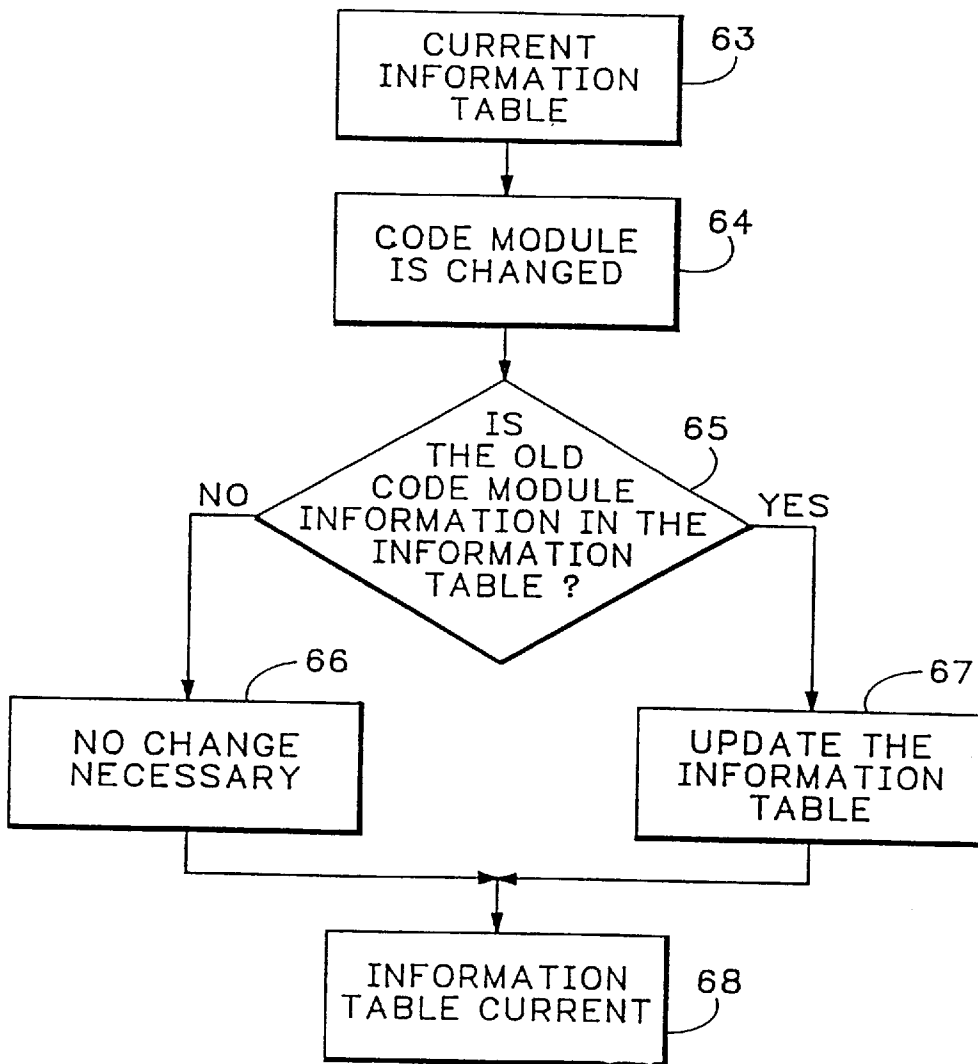 63
CURRENT
INFORMATION
TABLE
64
CODE MODULE
IS CHANGED
65
IS
THE OLD
CODE MODULE
INFORMATION IN THE
INFORMATION
TABLE ?
NO
YES
66
NO CHANGE
NECESSARY
67
UPDATE THE
INFORMATION
TABLE
INFORMATION
TABLE CURRENT
68